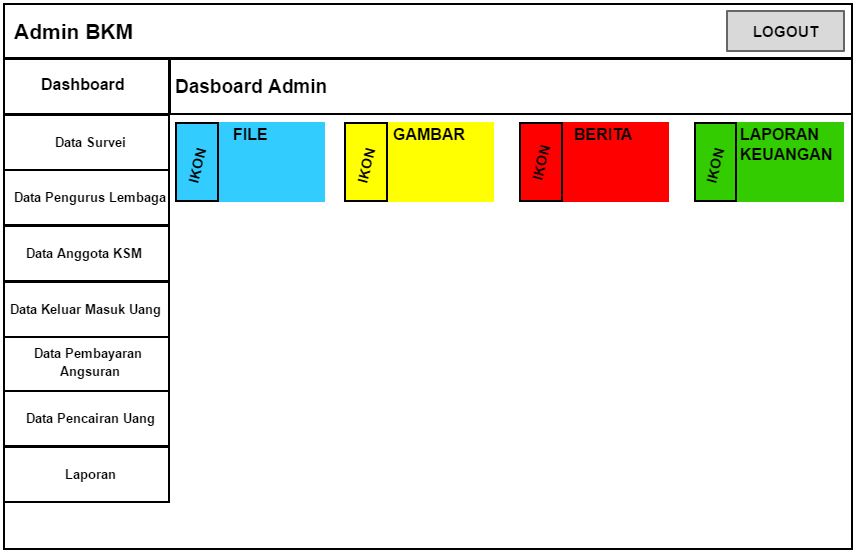 Admin BKM
LOGOUT
Dashboard
Dasboard Admin
IKON
FILE
IKON
GAMBAR
IKON
BERITA
IKON
LAPORAN
KEUANGAN
Data Survei
Data Pengurus Lembaga
Data Anggota KSM
Data Keluar Masuk Uang
Data Pembayaran
Angsuran
Data Pencairan Uang
Laporan